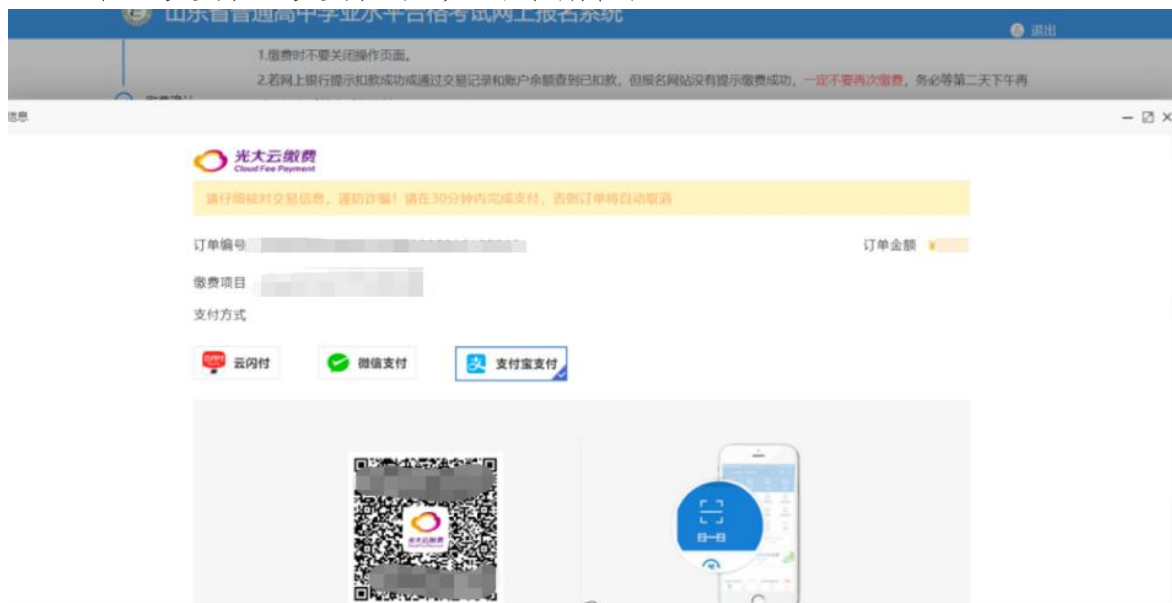 山东省普通高中学业水平合格考试网上报名系统
退出
1.缴费时不要关闭操作页面。
2.若网上银行提示扣款成功或通过交易记录和账户余额查到已扣款，但报名网站没有提示缴费成功，一定不要再次缴费，务必等第二天下午再
信息
光大云缴费
Cloud Fee Payment
请仔细核对交易信息，谨防诈骗！请在30分钟内完成支付，否则订单将自动取消
订单编号
订单金额 ¥
缴费项目
支付方式
云闪付
微信支付
支付宝支付
光大云缴费
扫一扫